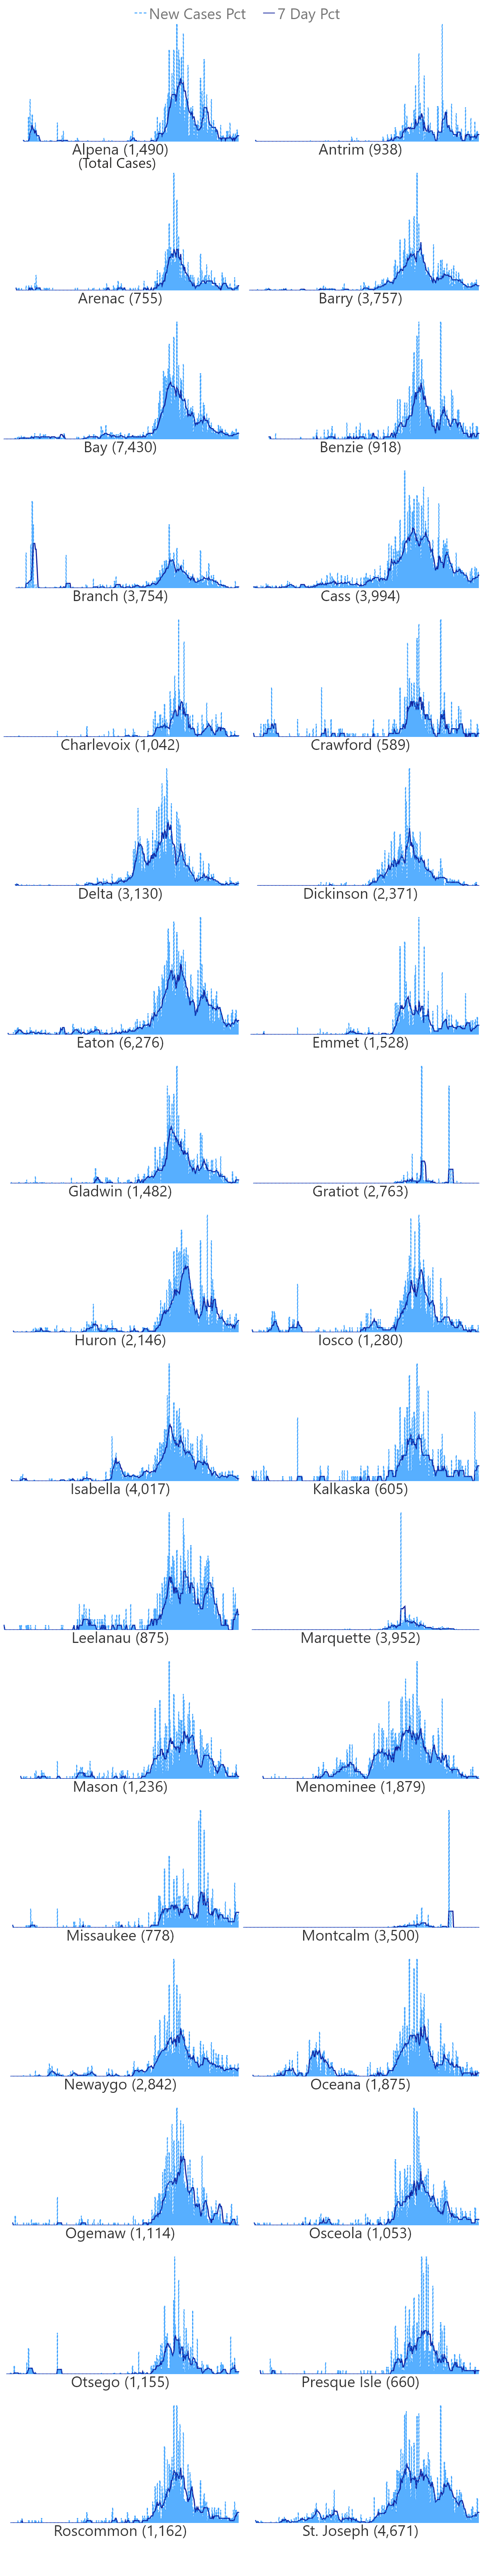 New Cases Pct 7 Day Pct
Alpena (1,490) Antrim (938)
(Total Cases)
Arenac (755) Barry (3,757)
Bay (7,430) Benzie (918)
Branch (3,754) Cass (3,994)
Charlevoix (1,042) Crawford (589)
Delta (3,130) Dickinson (2,371)
Eaton (6,276) Emmet (1,528)
Gladwin (1,482) Gratiot (2,763)
Huron (2,146) Iosco (1,280)
Isabella (4,017) Kalkaska (605)
Leelanau (875) Marquette (3,952)
Mason (1,236) Menominee (1,879)
Missaukee (778) Montcalm (3,500)
Newaygo (2,842) Oceana (1,875)
Ogemaw (1,114) Osceola (1,053)
Otsego (1,155) Presque Isle (660)
Roscommon (1,162) St. Joseph (4,671)